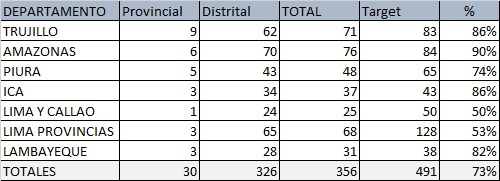 DEPARTAMENTO Provincial Distrital TOTAL Target %
TRUJILLO 9 62 71 83 86%
AMAZONAS 6 70 76 84 90%
PIURA 5 43 48 65 74%
ICA 3 34 37 43 86%
LIMA Y CALLAO 1 24 25 50 50%
LIMA PROVINCIAS 3 65 68 128 53%
LAMBAYEQUE 3 28 31 38 82%
TOTALES 30 326 356 491 73%